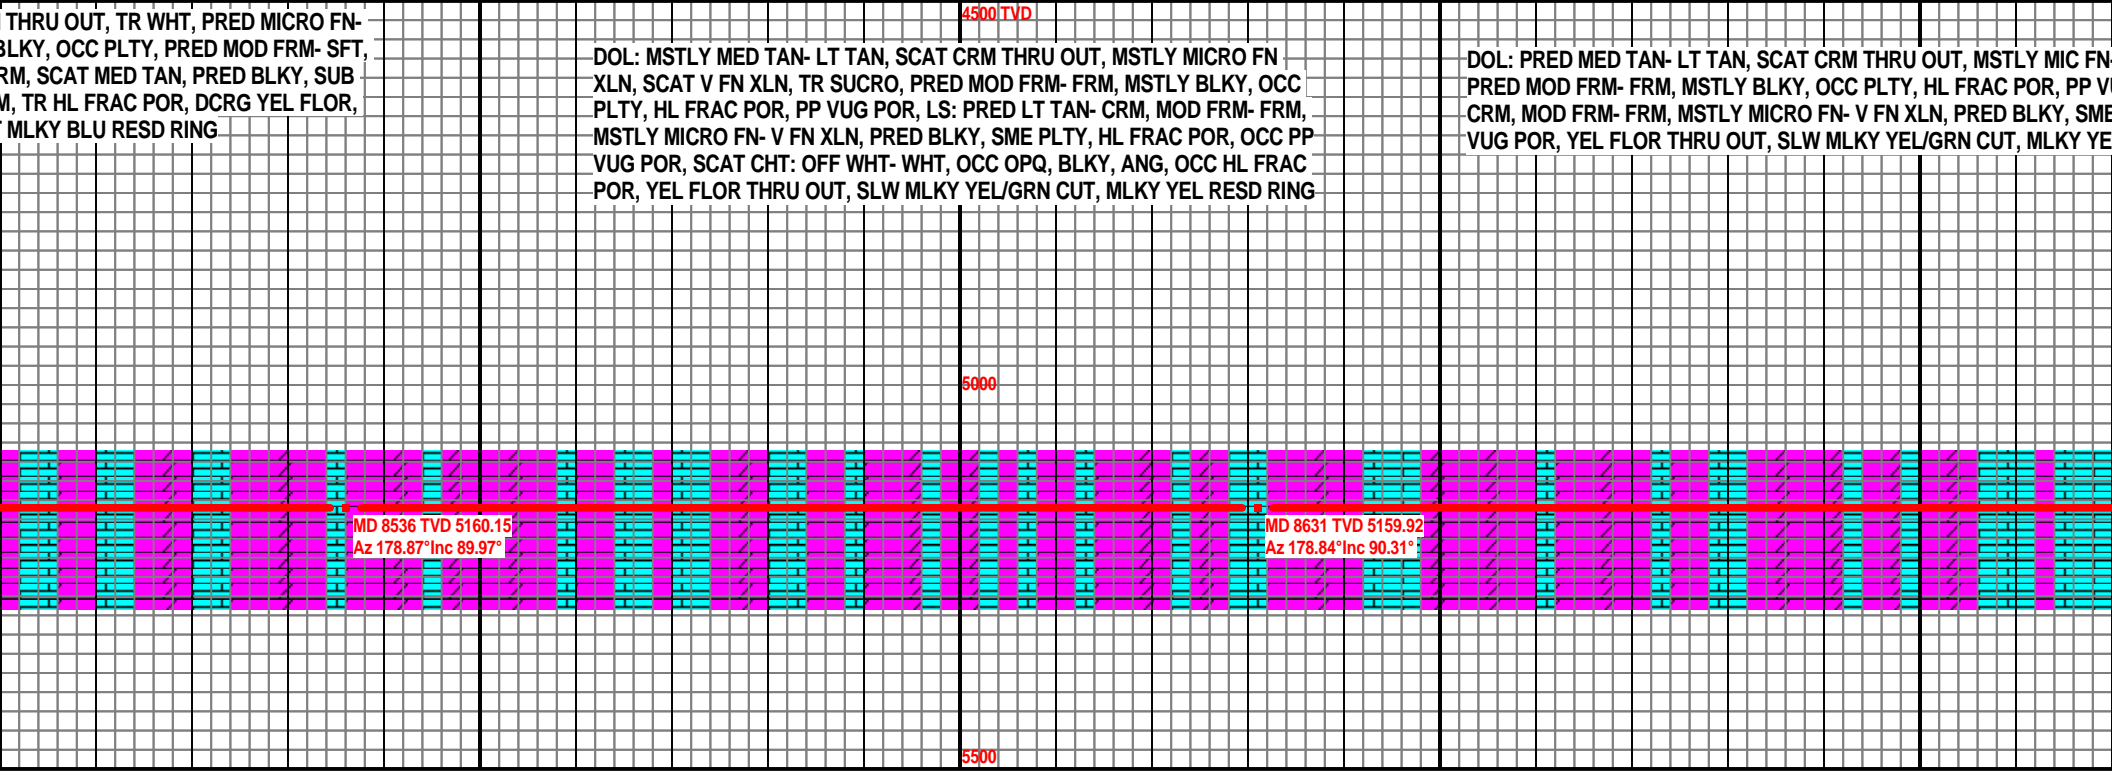 THRU OUT, TR WHT, PRED MICRO FN-
BLKY, OCC PLTY, PRED MOD FRM- SFT,
SCAT MED TAN, PRED BLKY, SUB
TR HL FRAC POR, DCRG YEL FLOR,
MLKY BLU RESD RING
4500 TVD
DOL: MSTLY MED TAN- LT TAN, SCAT CRM THRU OUT, MSTLY MICRO FN
XLN, SCAT V FN XLN, TR SUCRO, PRED MOD FRM- FRM, MSTLY BLKY, OCC
PLTY, HL FRAC POR, PP VUG POR, LS: PRED LT TAN- CRM, MOD FRM- FRM,
MSTLY MICRO FN- V FN XLN, PRED BLKY, SME PLTY, HL FRAC POR, OCC PP
VUG POR, SCAT CHT: OFF WHT- WHT, OCC OPQ, BLKY, ANG, OCC HL FRAC
POR, YEL FLOR THRU OUT, SLW MLKY YEL/GRN CUT, MLKY YEL RESD RING
DOL: PRED MED TAN- LT TAN, SCAT CRM THRU OUT, MSTLY MIC FN-
PRED MOD FRM- FRM, MSTLY BLKY, OCC PLTY, HL FRAC POR, PP
CRM, MOD FRM- FRM, MSTLY MICRO FN- V FN XLN, PRED BLKY, SME
VUG POR, YEL FLOR THRU OUT, SLW MLKY YEL/GRN CUT, MLKY
5000
MD 8536 TVD 5160.15
Az 178.87°Inc 89.97°
MD 8631 TVD 5159.92
Az 178.84°Inc 90.31°
5500